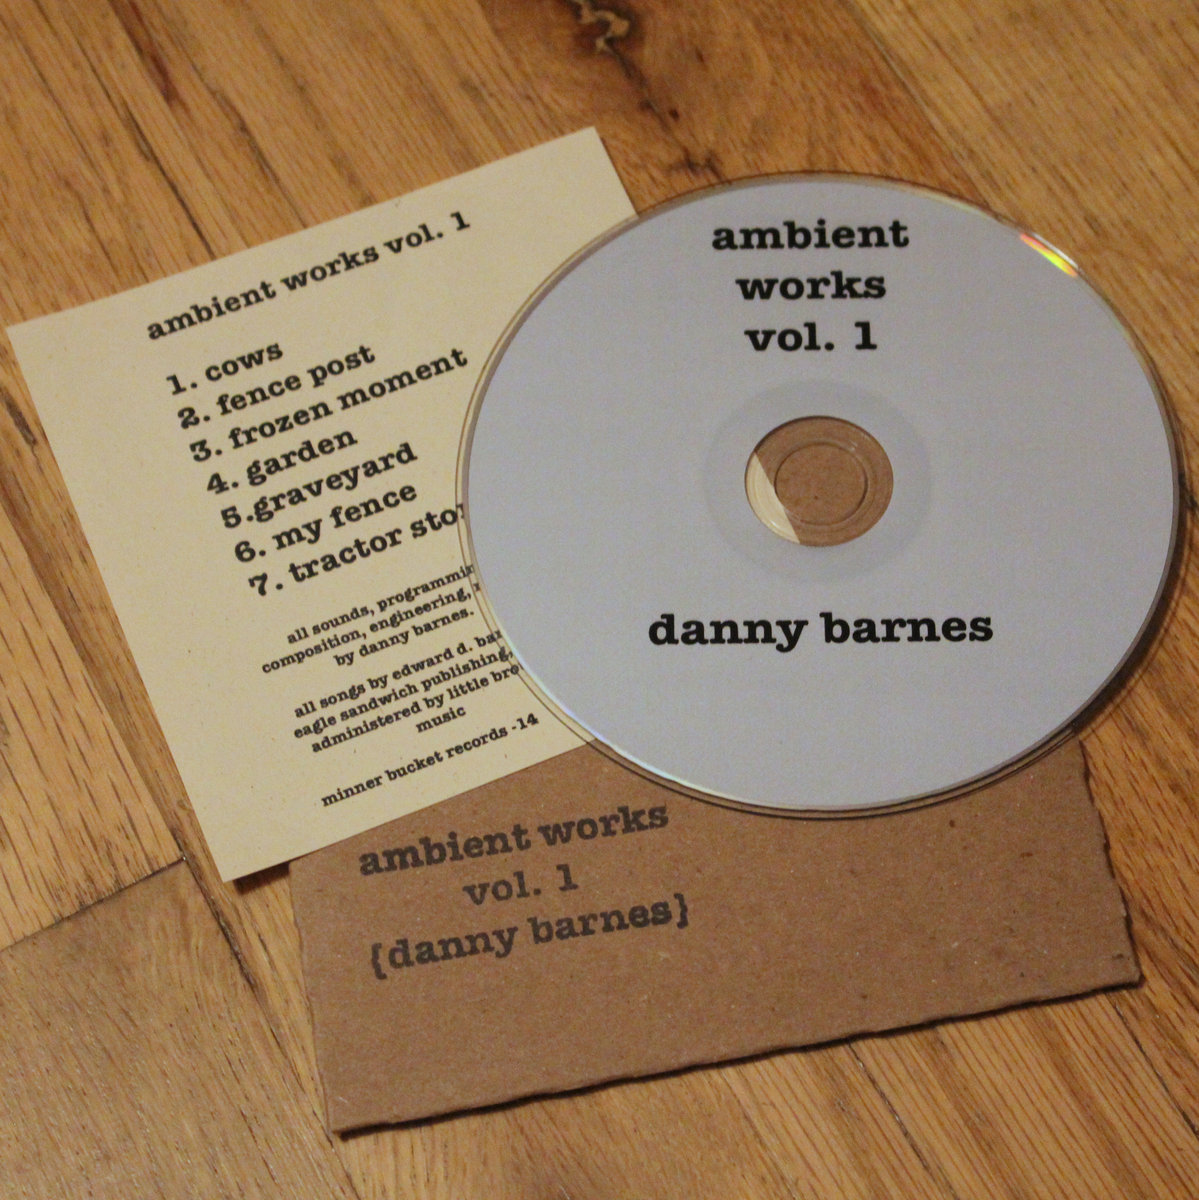 ambient works vol. 1
1. cows
2. fence post
3. frozen moment
4. garden
5.graveyard
6. my fence
7. tractor
all sounds,
composition, engineering,
by danny barnes.
all songs by edward d.
eagle sandwich publishing,
administered by little
music
minner bucket records -14
ambient
works
vol. 1
danny barnes
ambient works
vol. 1
{danny barnes}